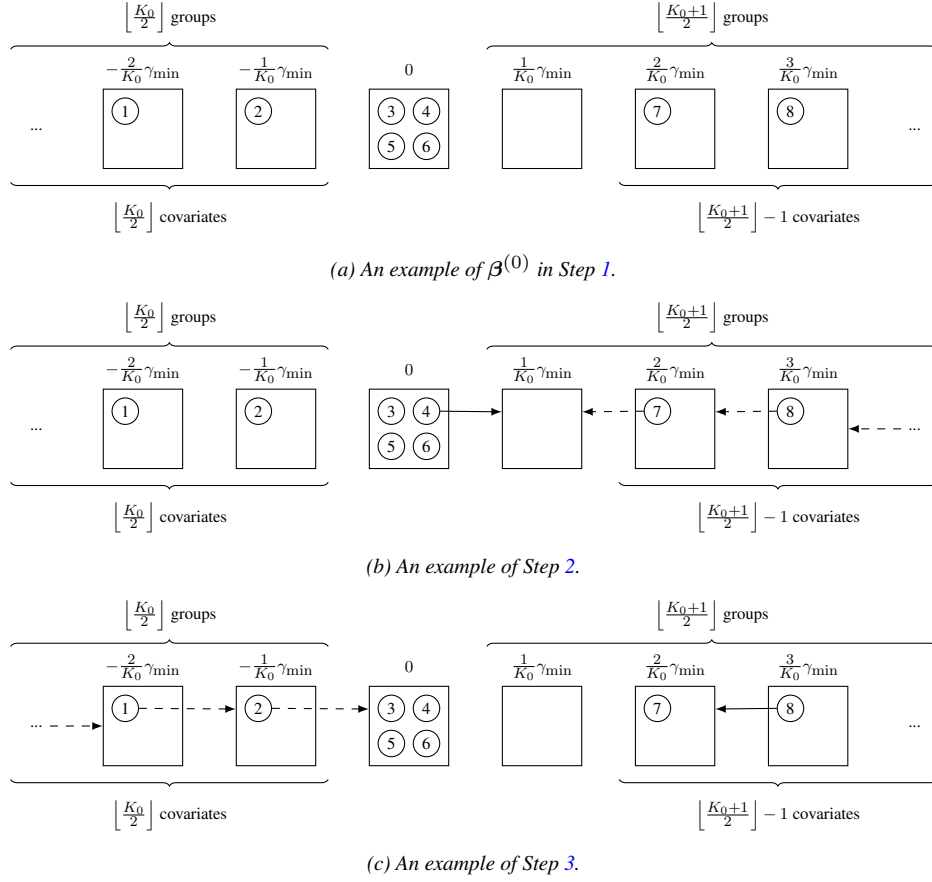 ⌊K₀/2⌋ groups ⌊(K₀+1)/2⌋ groups
−2/K₀ γmin −1/K₀ γmin 0 1/K₀ γmin 2/K₀ γmin 3/K₀ γmin
... 1 2 3 4 7 8 ...
5 6
⌊K₀/2⌋ covariates ⌊(K₀+1)/2⌋ − 1 covariates
(a) An example of β⁽⁰⁾ in Step 1.
⌊K₀/2⌋ groups ⌊(K₀+1)/2⌋ groups
−2/K₀ γmin −1/K₀ γmin 0 1/K₀ γmin 2/K₀ γmin 3/K₀ γmin
... 1 2 3 4 7 8 ...
5 6
⌊K₀/2⌋ covariates ⌊(K₀+1)/2⌋ − 1 covariates
(b) An example of Step 2.
⌊K₀/2⌋ groups ⌊(K₀+1)/2⌋ groups
−2/K₀ γmin −1/K₀ γmin 0 1/K₀ γmin 2/K₀ γmin 3/K₀ γmin
... 1 2 3 4 7 8 ...
5 6
⌊K₀/2⌋ covariates ⌊(K₀+1)/2⌋ − 1 covariates
(c) An example of Step 3.